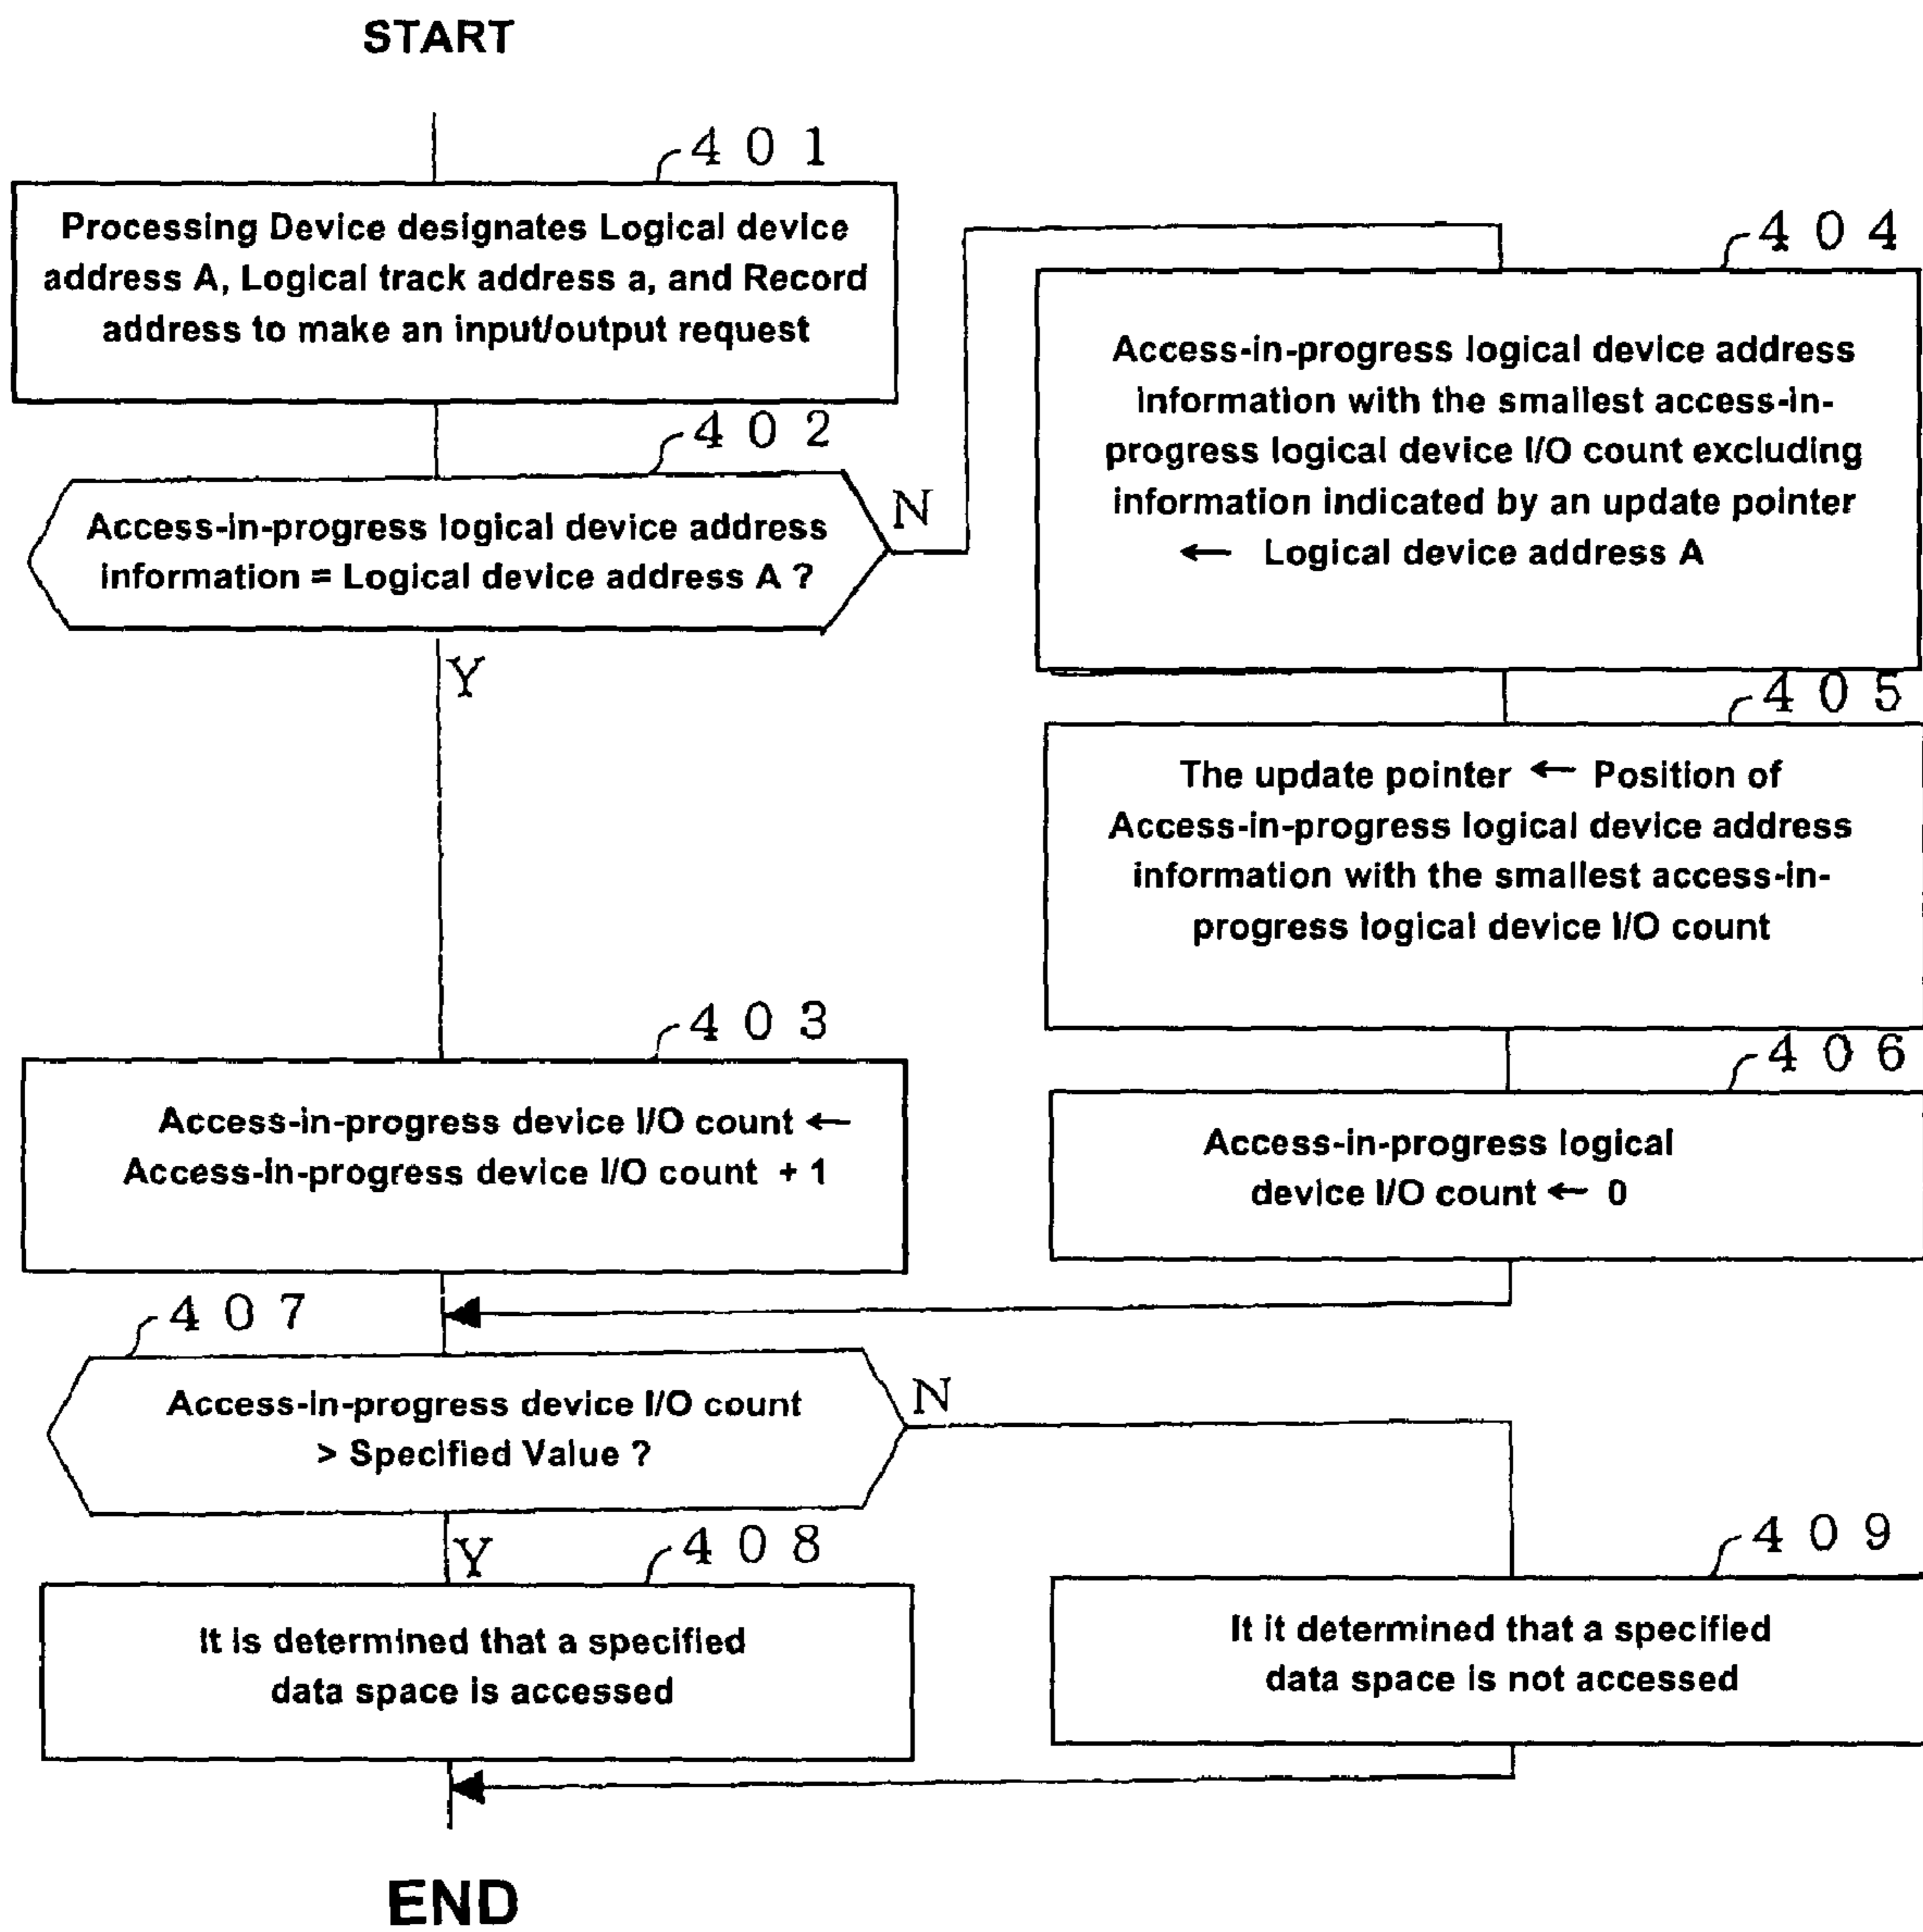 START
401
Processing Device designates Logical device
address A, Logical track address a, and Record
address to make an input/output request
402
Access-in-progress logical device address
information = Logical device address A ?
N
Y
404
Access-in-progress logical device address
information with the smallest access-in-
progress logical device I/O count excluding
information indicated by an update pointer
← Logical device address A
405
The update pointer ← Position of
Access-in-progress logical device address
information with the smallest access-in-
progress logical device I/O count
403
Access-in-progress device I/O count ←
Access-in-progress device I/O count + 1
406
Access-in-progress logical
device I/O count ← 0
407
Access-in-progress device I/O count
> Specified Value ?
N
Y
408
It is determined that a specified
data space is accessed
409
It it determined that a specified
data space is not accessed
END